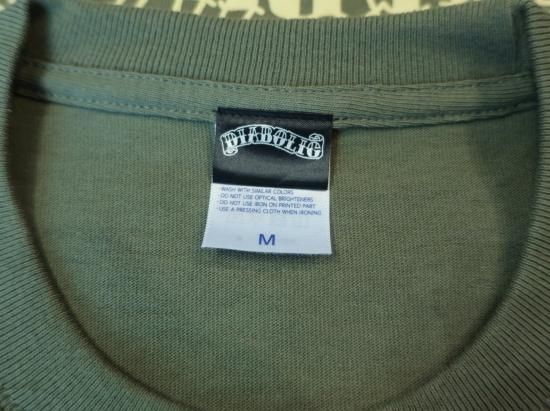 DIABOLIC
·WASH WITH SIMILAR COLORS
·DO NOT USE OPTICAL BRIGHTENERS
·DO NOT USE IRON ON PRINTED PART
·USE A PRESSING CLOTH WHEN IRONING
M